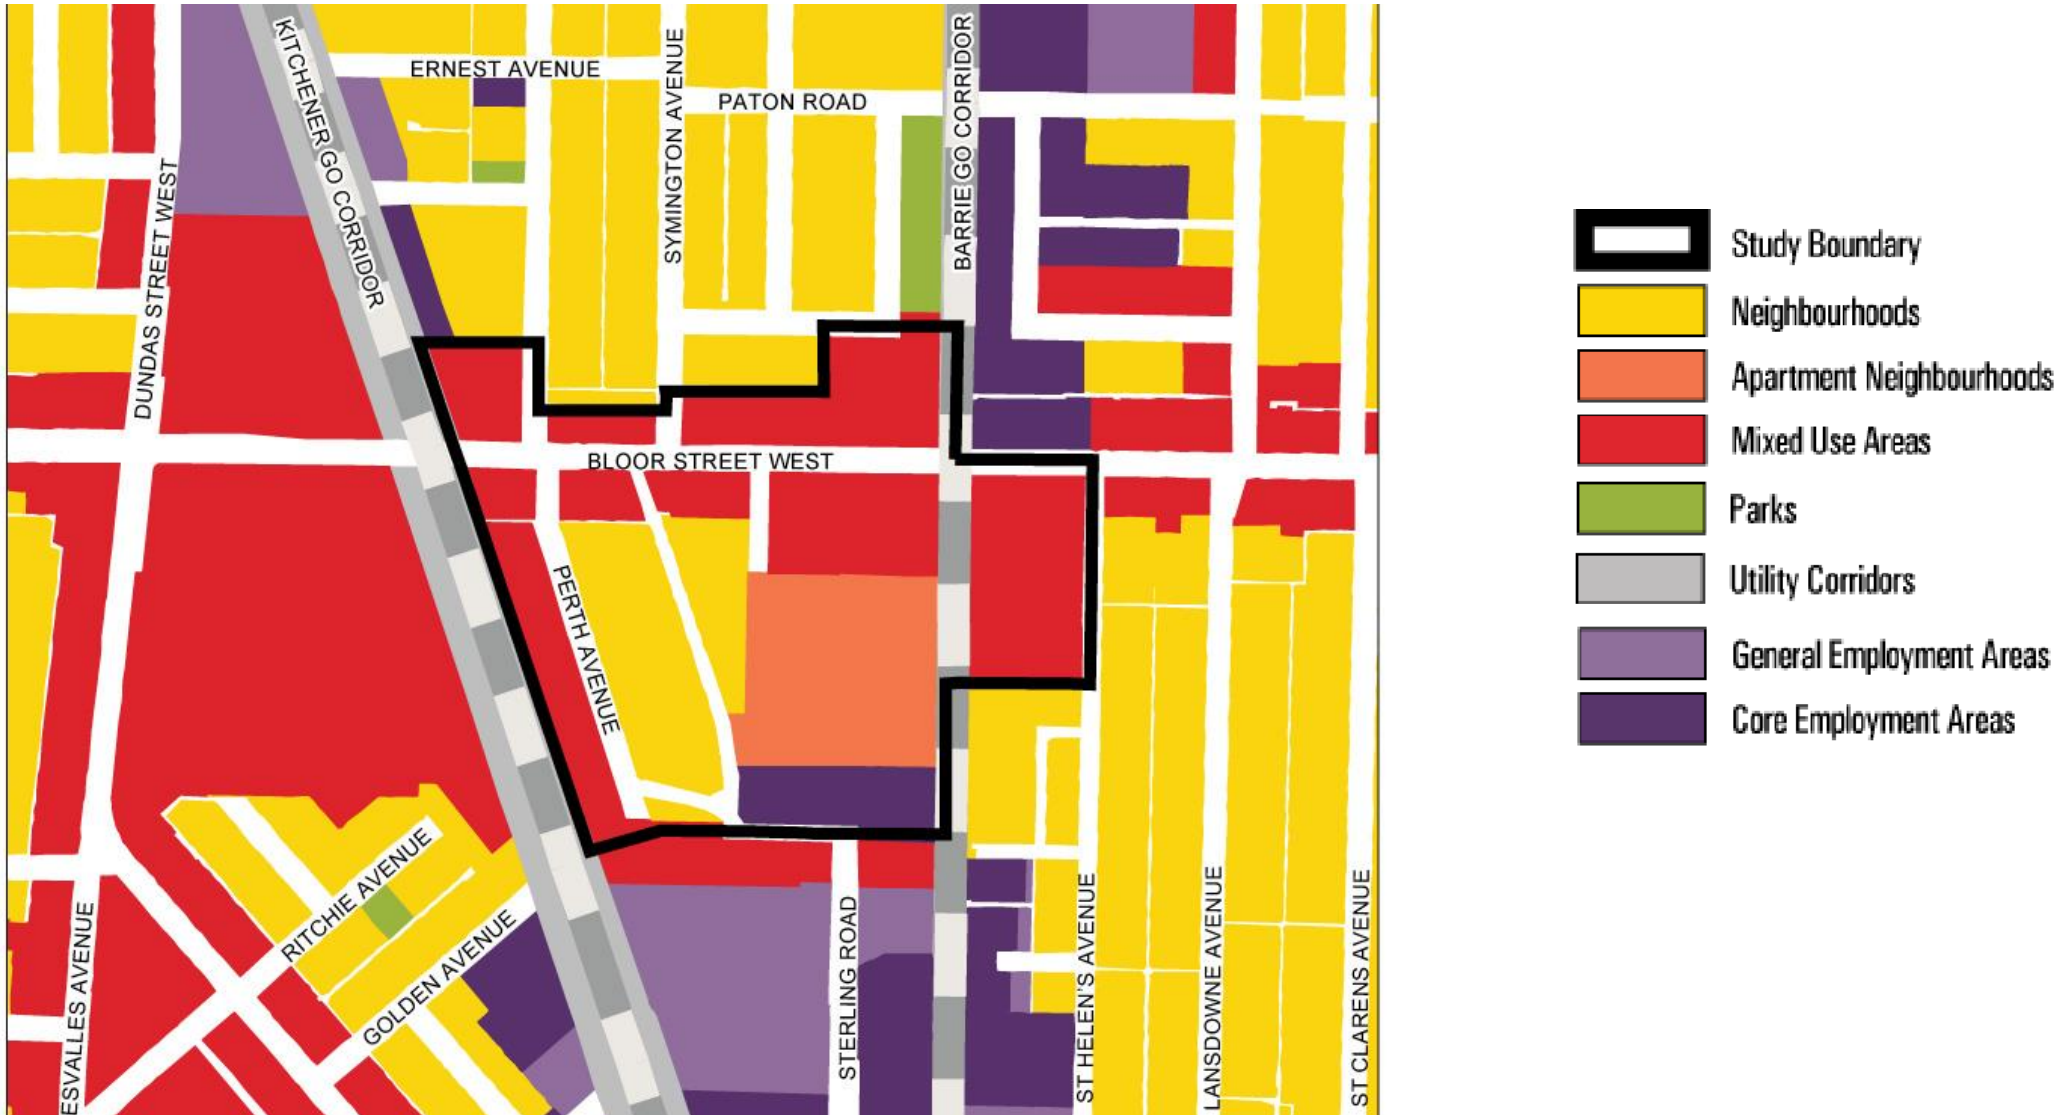 KITCHENER GO CORRIDOR
ERNEST AVENUE
SYMINGTON AVENUE
PATON ROAD
BARRIE GO CORRIDOR
DUNDAS STREET WEST
BLOOR STREET WEST
PERTH AVENUE
RITCHIE AVENUE
GOLDEN AVENUE
ESVALLES AVENUE
STERLING ROAD
ST HELEN'S AVENUE
LANSDOWNE AVENUE
ST CLARENS AVENUE
Study Boundary
Neighbourhoods
Apartment Neighbourhoods
Mixed Use Areas
Parks
Utility Corridors
General Employment Areas
Core Employment Areas